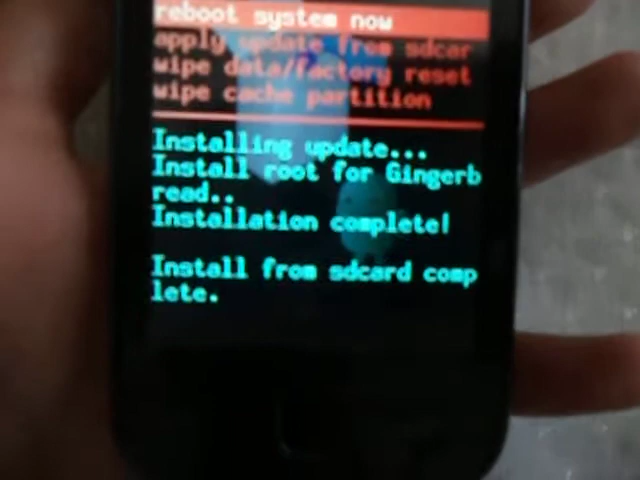 reboot system now
apply update from sdcar
wipe data/factory reset
wipe cache partition
Installing update...
Install root for Gingerb
read..
Installation complete!
Install from sdcard comp
lete.